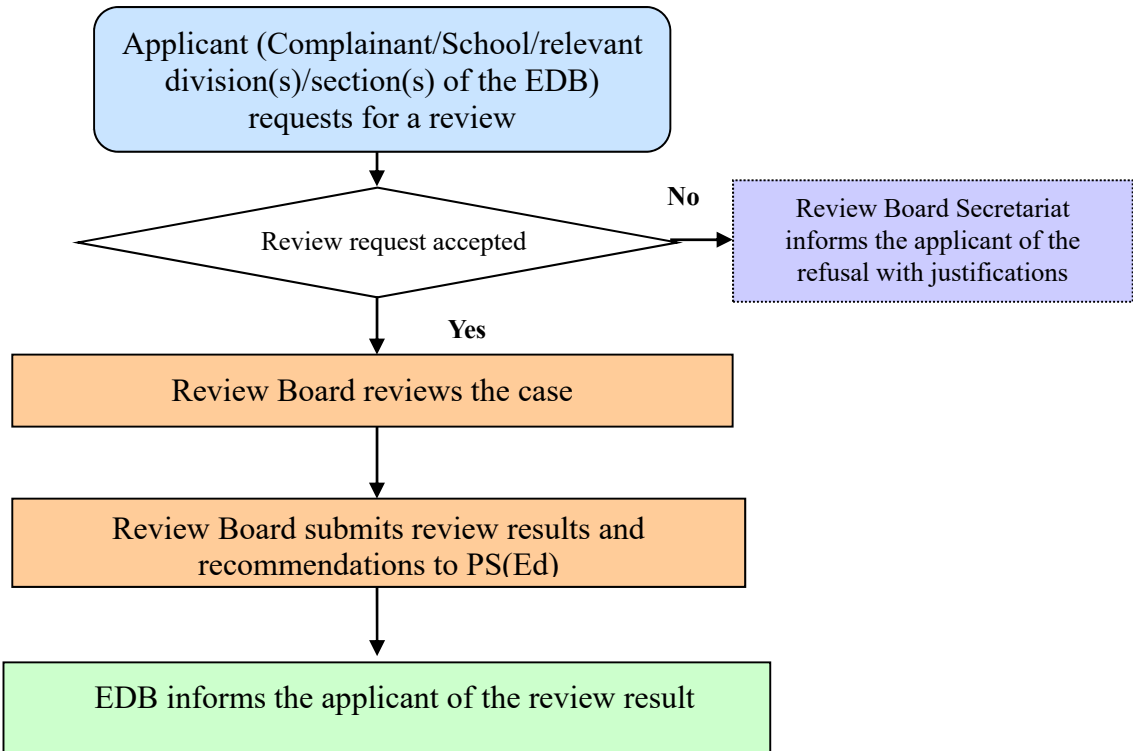 Applicant (Complainant/School/relevant
division(s)/section(s) of the EDB)
requests for a review
No
Review Board Secretariat
informs the applicant of the
refusal with justifications
Review request accepted
Yes
Review Board reviews the case
Review Board submits review results and
recommendations to PS(Ed)
EDB informs the applicant of the review result